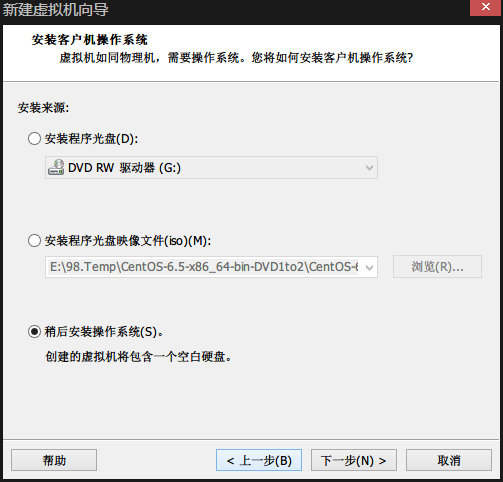 新建虚拟机向导
安装客户机操作系统
虚拟机如同物理机，需要操作系统。您将如何安装客户机操作系统?
安装来源:
安装程序光盘(D):
DVD RW 驱动器 (G:)
安装程序光盘映像文件(iso)(M):
E:\98.Temp\CentOS-6.5-x86_64-bin-DVD1to2\CentOS-6
浏览(R)...
稍后安装操作系统(S)。
创建的虚拟机将包含一个空白硬盘。
帮助
< 上一步(B)
下一步(N) >
取消